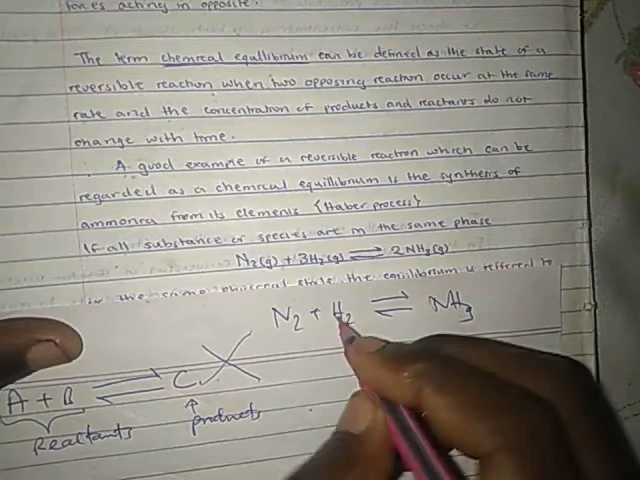 forces acting in opposite.
The term chemical equilibrium can be defined as the state of a
reversible reaction when two opposing reaction occur at the same
rate and the concentration of products and reactants do not
change with time.
A good example of a reversible reaction which can be
regarded as a chemical equillibrium is the synthesis of
ammonia from its elements {Haber process}
If all substance or species are in the same phase
N₂(g) + 3H₂(g) ⇌ 2NH₃(g)
the equilibrium is referred to
N₂ + H₂ ⇌ NH₃
A + B ⇌ C
Reactants
products